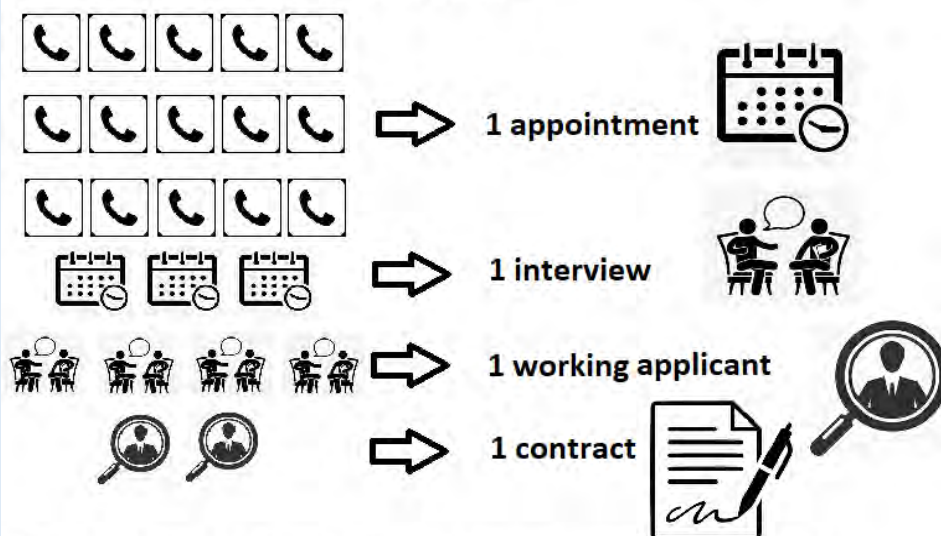 1 appointment
1 interview
1 working applicant
1 contract